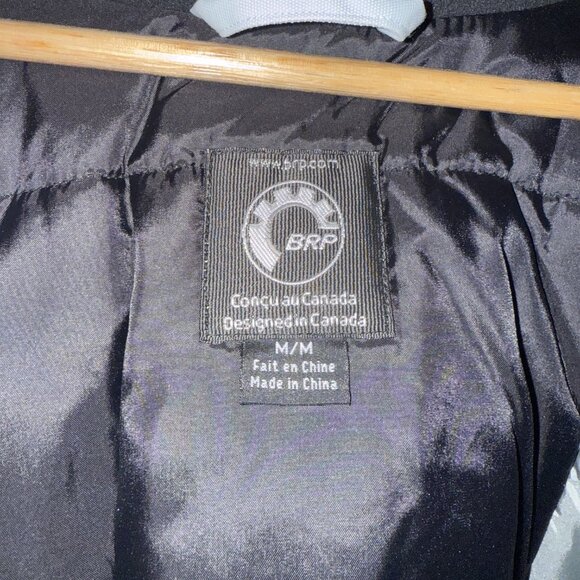 www.brp.com
BRP
Conçu au Canada
Designed in Canada
M/M
Fait en Chine
Made in China